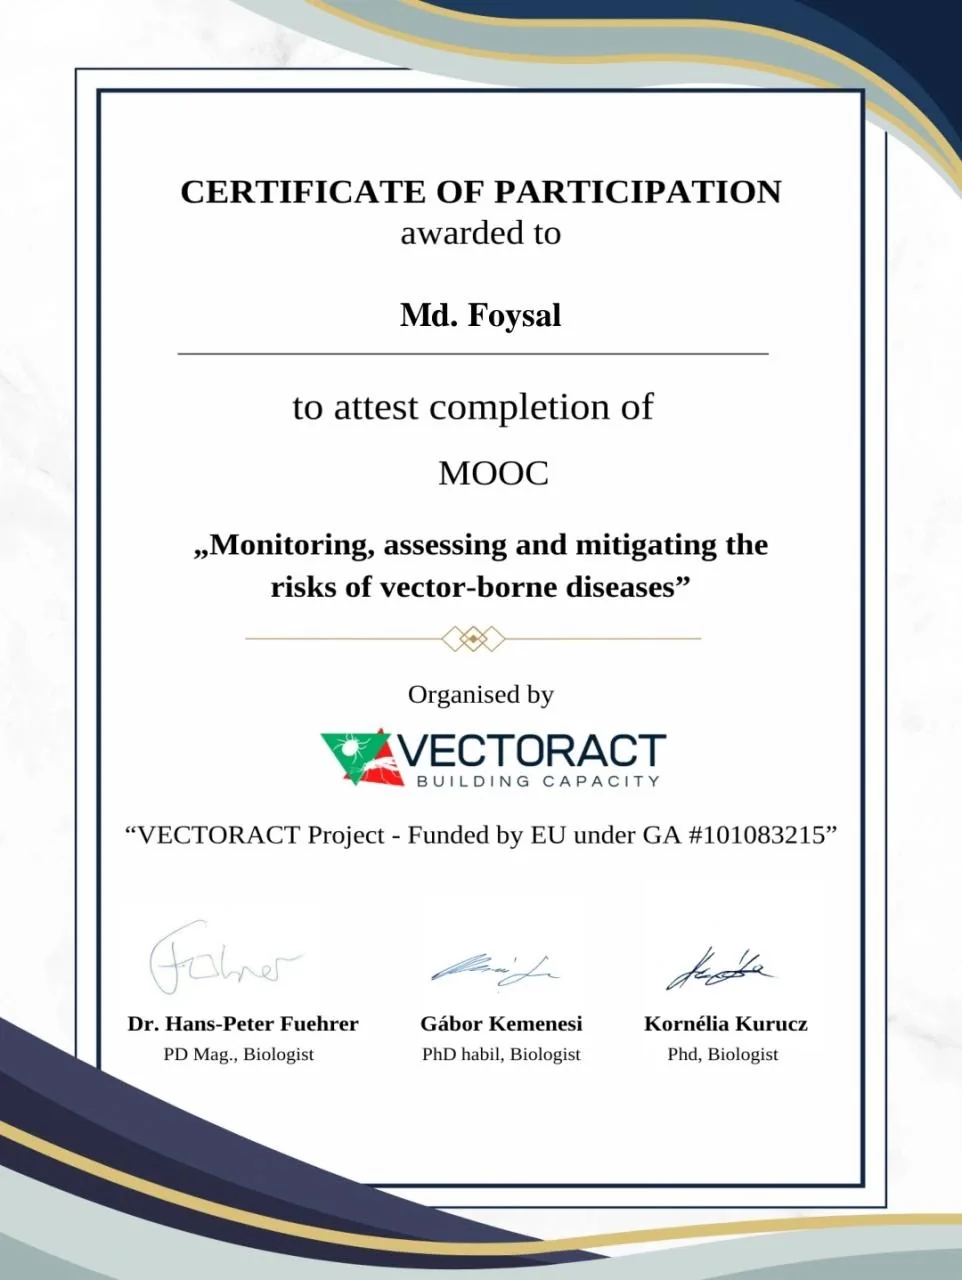 CERTIFICATE OF PARTICIPATION
awarded to
Md. Foysal
to attest completion of
MOOC
„Monitoring, assessing and mitigating the
risks of vector-borne diseases”
Organised by
VECTORACT
BUILDING CAPACITY
“VECTORACT Project - Funded by EU under GA #101083215”
Fuehrer
Dr. Hans-Peter Fuehrer Gábor Kemenesi Kornélia Kurucz
PD Mag., Biologist PhD habil, Biologist Phd, Biologist